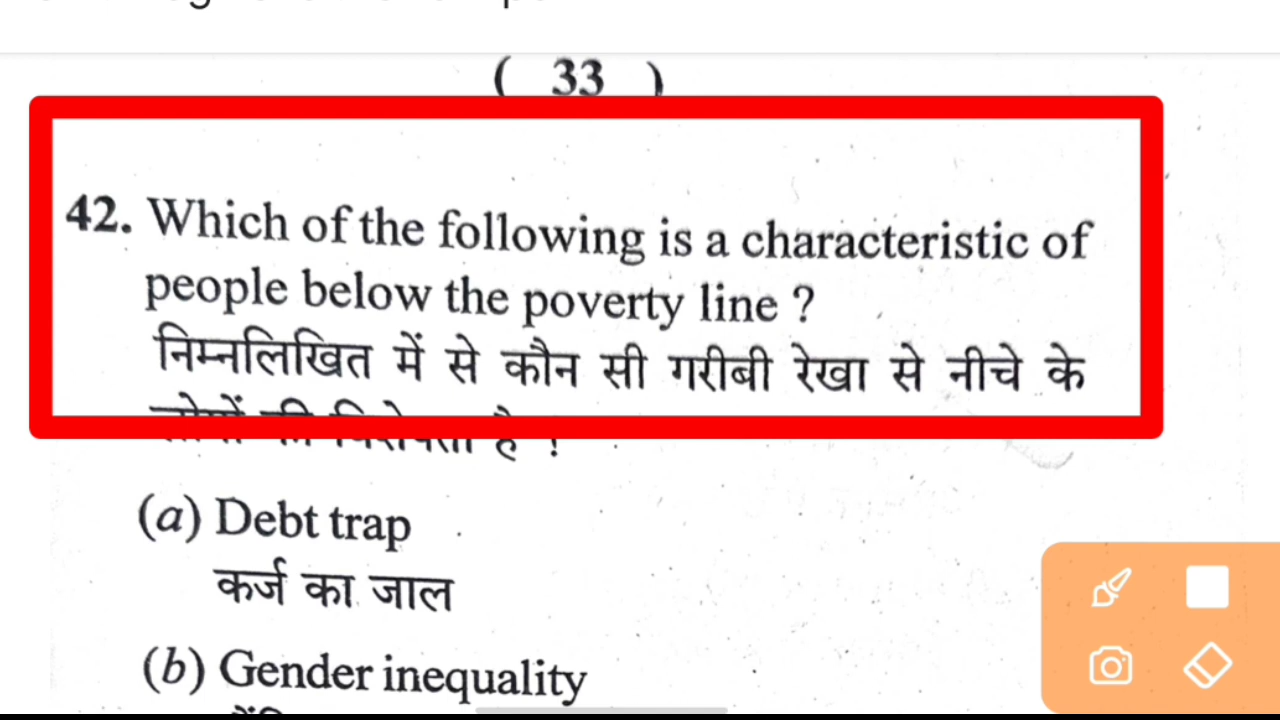 ( 33 )
42. Which of the following is a characteristic of
people below the poverty line ?
निम्नलिखित में से कौन सी गरीबी रेखा से नीचे के
है ?
(a) Debt trap
कर्ज का जाल
(b) Gender inequality